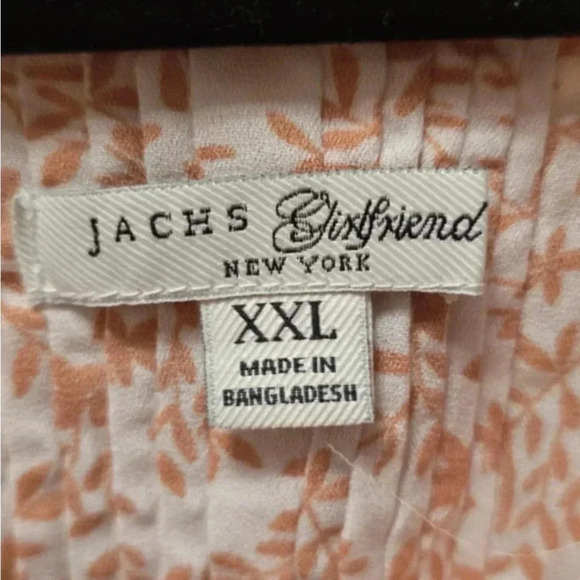 JACHS Girlfriend
NEW YORK
XXL
MADE IN
BANGLADESH